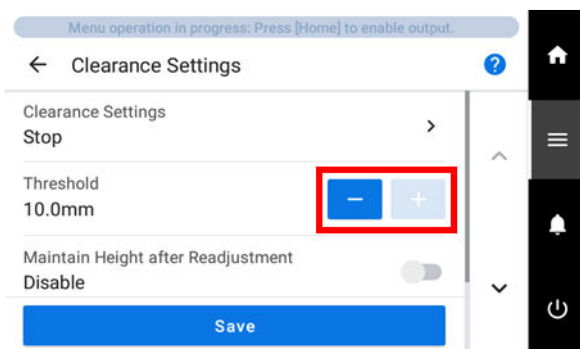 Menu operation in progress: Press [Home] to enable output.
Clearance Settings
?
Clearance Settings
Stop
Threshold
10.0mm
− +
Maintain Height after Readjustment
Disable
Save